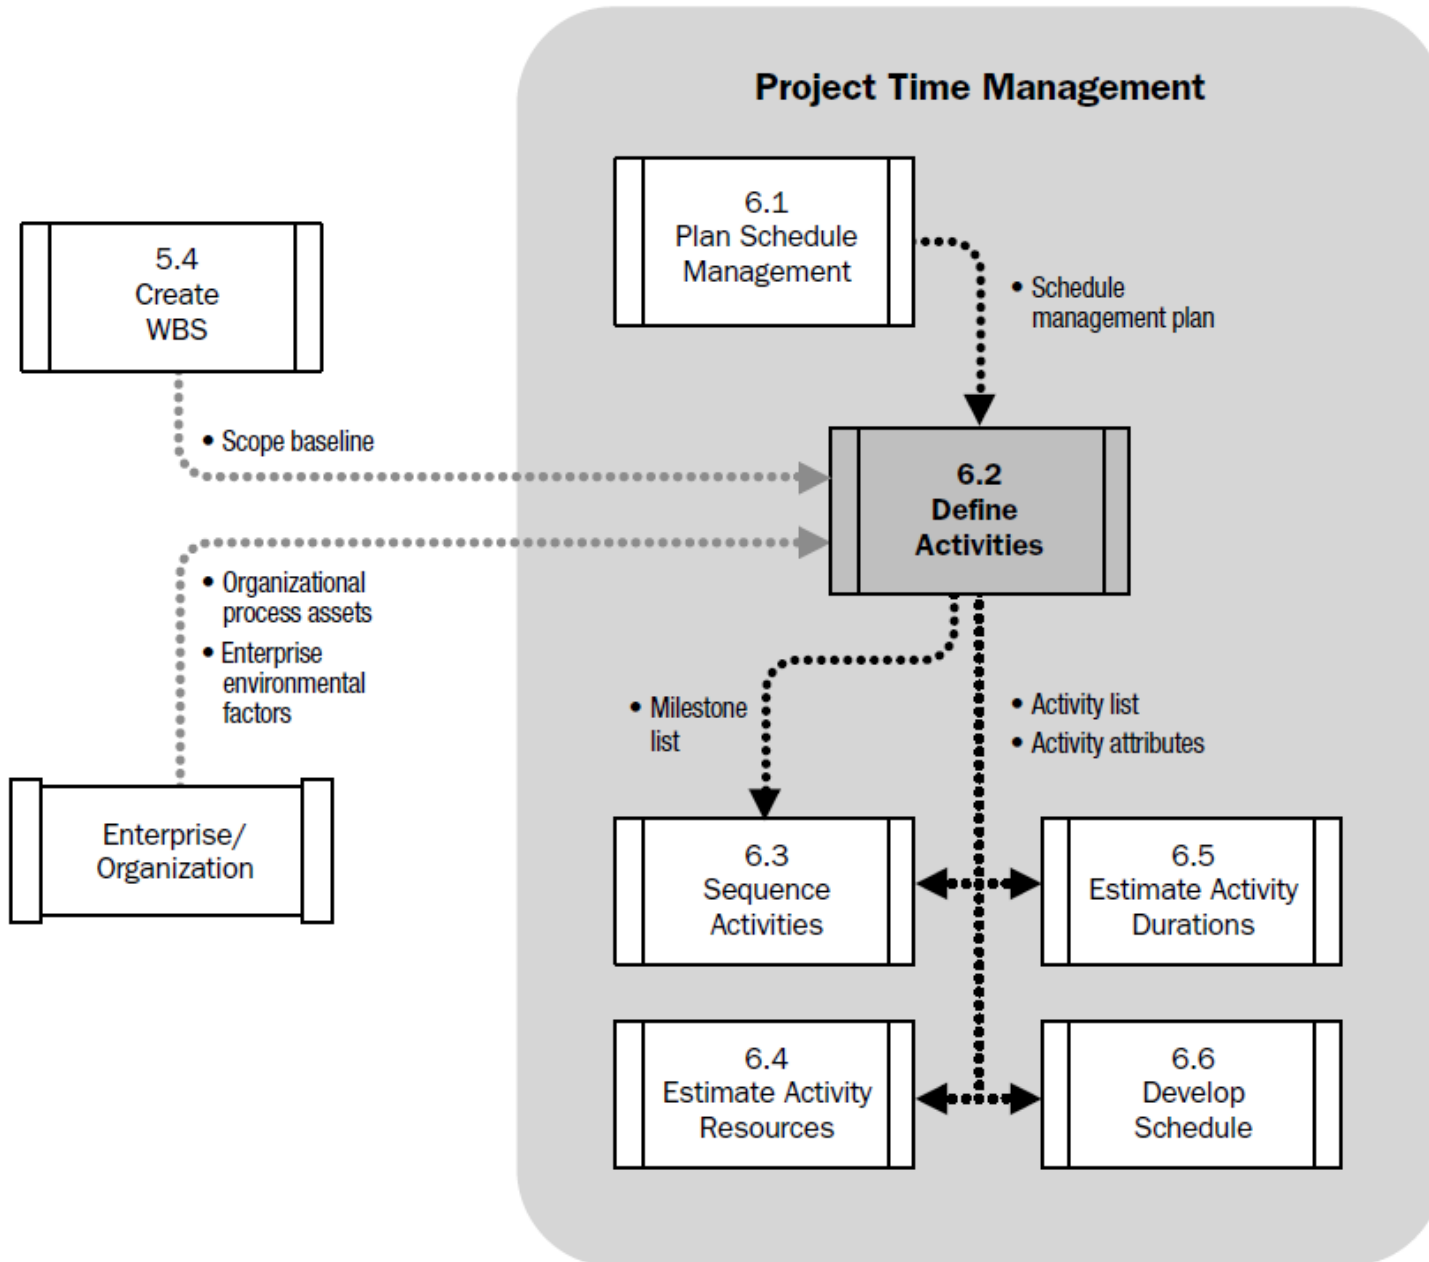 Project Time Management
6.1
Plan Schedule
Management
• Schedule
management plan
5.4
Create
WBS
• Scope baseline
6.2
Define
Activities
• Organizational
process assets
• Enterprise
environmental
factors
• Milestone
list
• Activity list
• Activity attributes
Enterprise/
Organization
6.3
Sequence
Activities
6.5
Estimate Activity
Durations
6.4
Estimate Activity
Resources
6.6
Develop
Schedule